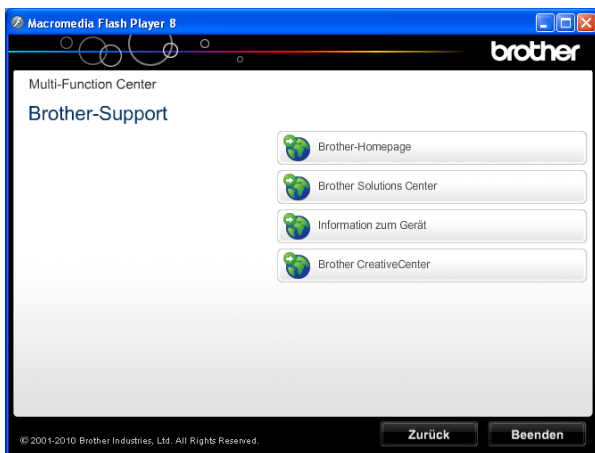 Macromedia Flash Player 8
brother
Multi-Function Center
Brother-Support
Brother-Homepage
Brother Solutions Center
Information zum Gerät
Brother CreativeCenter
© 2001-2010 Brother Industries, Ltd. All Rights Reserved.
Zurück
Beenden